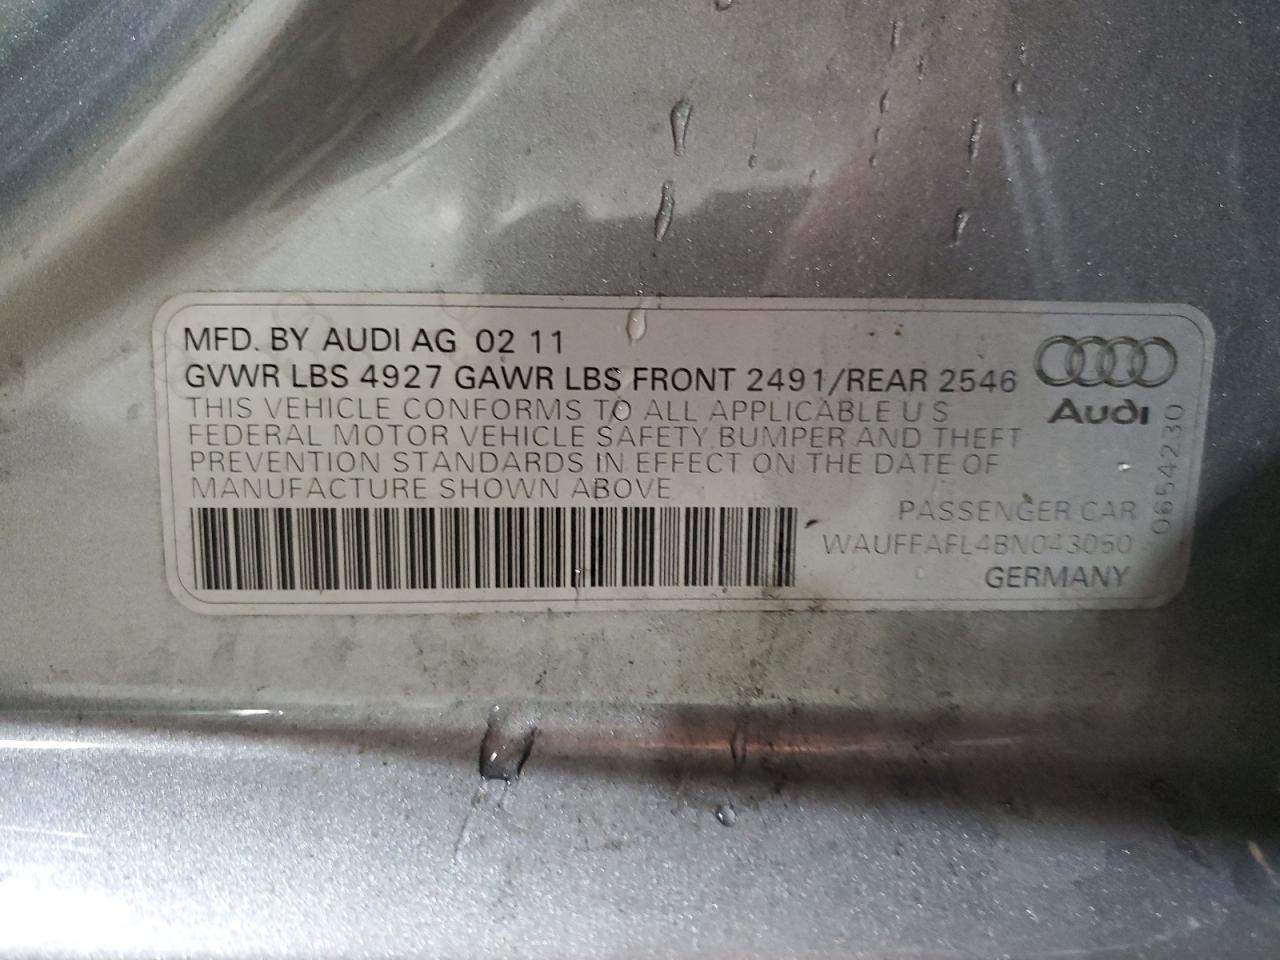 MFD. BY AUDI AG 02 11
GVWR LBS 4927 GAWR LBS FRONT 2491/REAR 2546
THIS VEHICLE CONFORMS TO ALL APPLICABLE U S
FEDERAL MOTOR VEHICLE SAFETY BUMPER AND THEFT
PREVENTION STANDARDS IN EFFECT ON THE DATE OF
MANUFACTURE SHOWN ABOVE
Audi
0654230
PASSENGER CAR
WAUFFAFL4BN043050
GERMANY